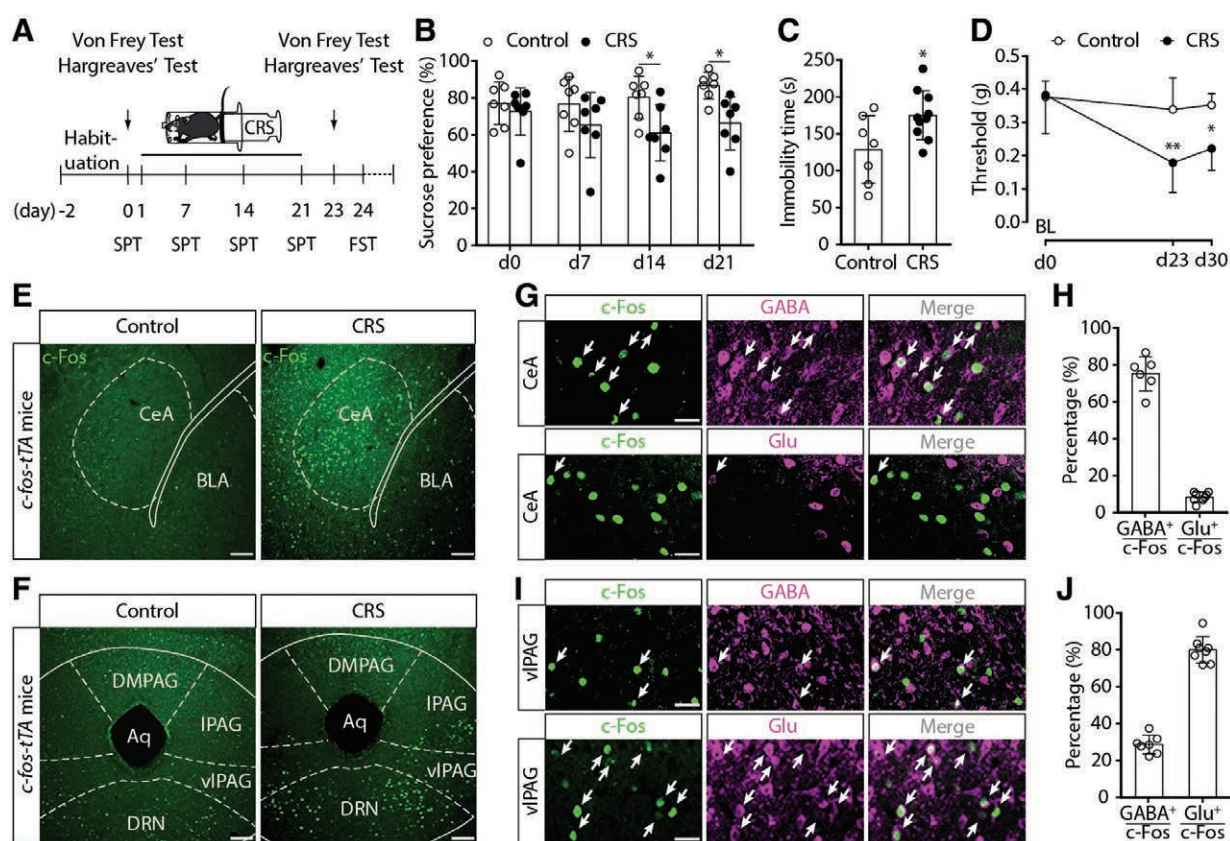 A
Von Frey Test
Hargreaves’ Test
Von Frey Test
Hargreaves’ Test
Habit-
uation
CRS
(day) -2 0 1 7 14 21 23 24
SPT SPT SPT SPT FST
B
Control CRS
Sucrose preference (%)
100
80
60
40
20
0
* *
d0 d7 d14 d21
C
Immobility time (s)
250
200
150
100
50
0
*
Control CRS
D
Control CRS
Threshold (g)
0.5
0.4
0.3
0.2
0.1
0.0
** *
BL
d0 d23 d30
E
Control CRS
c-fos-tTA mice
c-Fos c-Fos
CeA CeA
BLA BLA
F
Control CRS
c-fos-tTA mice
DMPAG DMPAG
lPAG lPAG
Aq Aq
vlPAG vlPAG
DRN DRN
G
c-Fos GABA Merge
CeA
c-Fos Glu Merge
CeA
H
Percentage (%)
100
80
60
40
20
0
GABA⁺ Glu⁺
c-Fos c-Fos
I
c-Fos GABA Merge
vlPAG
c-Fos Glu Merge
vlPAG
J
Percentage (%)
100
80
60
40
20
0
GABA⁺ Glu⁺
c-Fos c-Fos